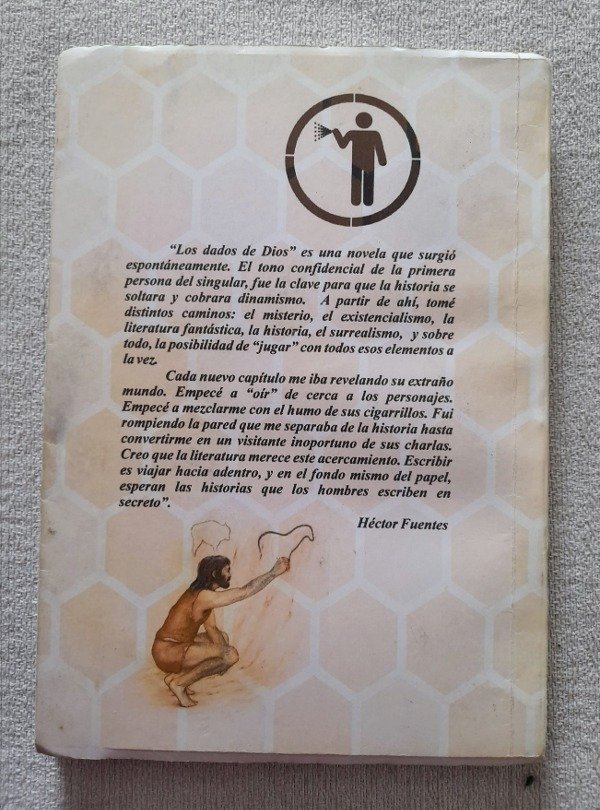 “Los dados de Dios” es una novela que surgió
espontáneamente. El tono confidencial de la primera
persona del singular, fue la clave para que la historia se
soltara y cobrara dinamismo. A partir de ahí, tomé
distintos caminos: el misterio, el existencialismo, la
literatura fantástica, la historia, el surrealismo, y sobre
todo, la posibilidad de “jugar” con todos esos elementos a
la vez.
Cada nuevo capítulo me iba revelando su extraño
mundo. Empecé a “oír” de cerca a los personajes.
Empecé a mezclarme con el humo de sus cigarrillos. Fui
rompiendo la pared que me separaba de la historia hasta
convertirme en un visitante inoportuno de sus charlas.
Creo que la literatura merece este acercamiento. Escribir
es viajar hacia adentro, y en el fondo mismo del papel,
esperan las historias que los hombres escriben en
secreto”.
Héctor Fuentes